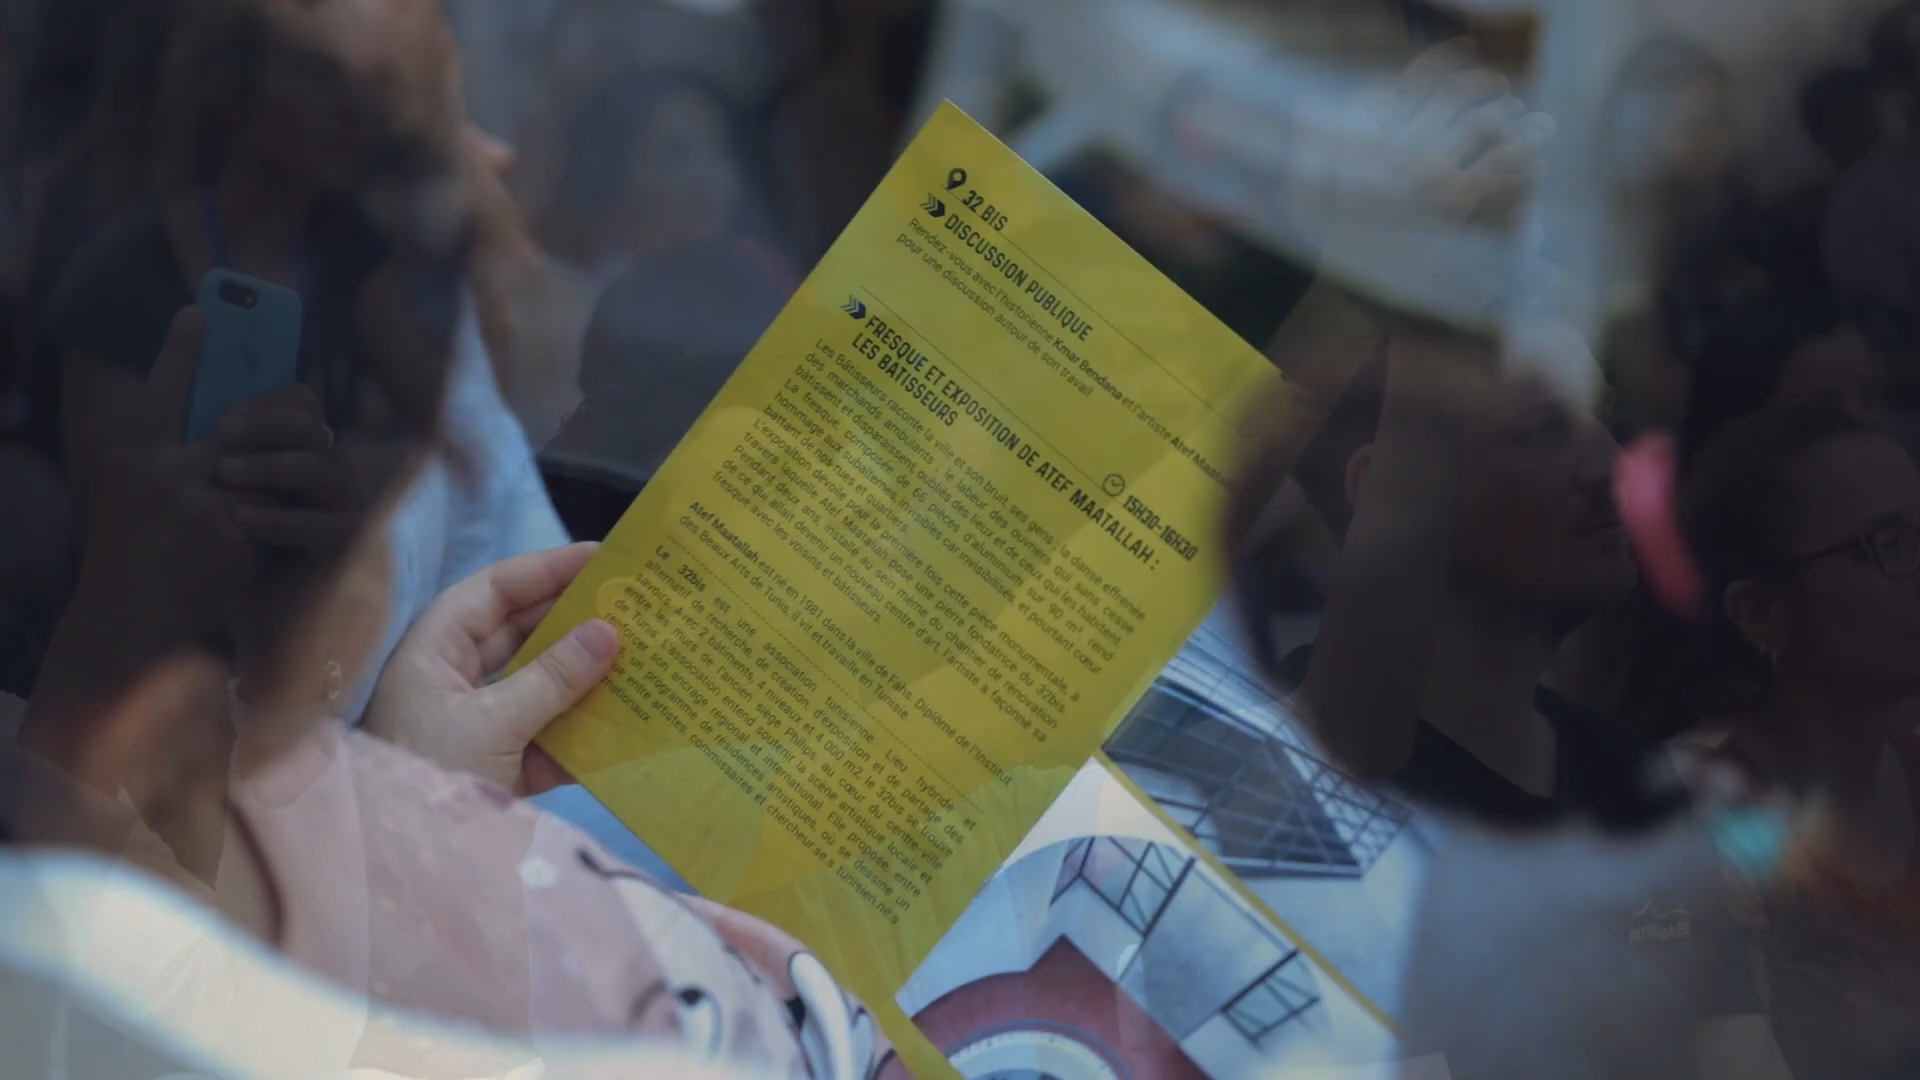 32 BIS
DISCUSSION PUBLIQUE
Rendez-vous avec l'historienne Kmar Bendana et l'artiste Atef Maatallah
pour une discussion autour de son travail
15H30-16H30
FRESQUE ET EXPOSITION DE ATEF MAATALLAH :
LES BÂTISSEURS
Les Bâtisseurs raconte la ville et son bruit, ses gens : la danse effrénée
des marchands ambulants ; le labeur des ouvriers qui sans cesse
bâtissent et disparaissent, oubliés des lieux et de ceux qui les habitent.
La fresque, composée de 66 pièces d'aluminium sur 90 m², rend
hommage aux subalternes, invisibles car invisibilisés et pourtant cœur
battant de nos rues et quartiers.
L'exposition dévoile pour la première fois cette pièce monumentale, à
travers laquelle Atef Maatallah pose une pierre fondatrice du 32bis.
Pendant deux ans, installé au sein même du chantier de rénovation
de ce qui allait devenir un nouveau centre d'art, l'artiste a façonné sa
fresque avec les voisins et bâtisseurs.
Atef Maatallah est né en 1981 dans la ville de Fahs. Diplômé de l'Institut
des Beaux Arts de Tunis, il vit et travaille en Tunisie.
Le 32bis est une association tunisienne. Lieu hybride et
alternatif de recherche, de création, d'exposition et de partage des
savoirs. Avec 2 bâtiments, 4 niveaux et 4 000 m2, le 32bis se trouve
entre les murs de l'ancien siège Philips, au cœur du centre-ville
de Tunis. L'association entend soutenir la scène artistique locale et
renforcer son ancrage régional et international. Elle propose, entre
un programme de résidences artistiques, où se dessine un
entre artistes, commissaires et chercheur.se.s tunisien.ne.s
nationaux.